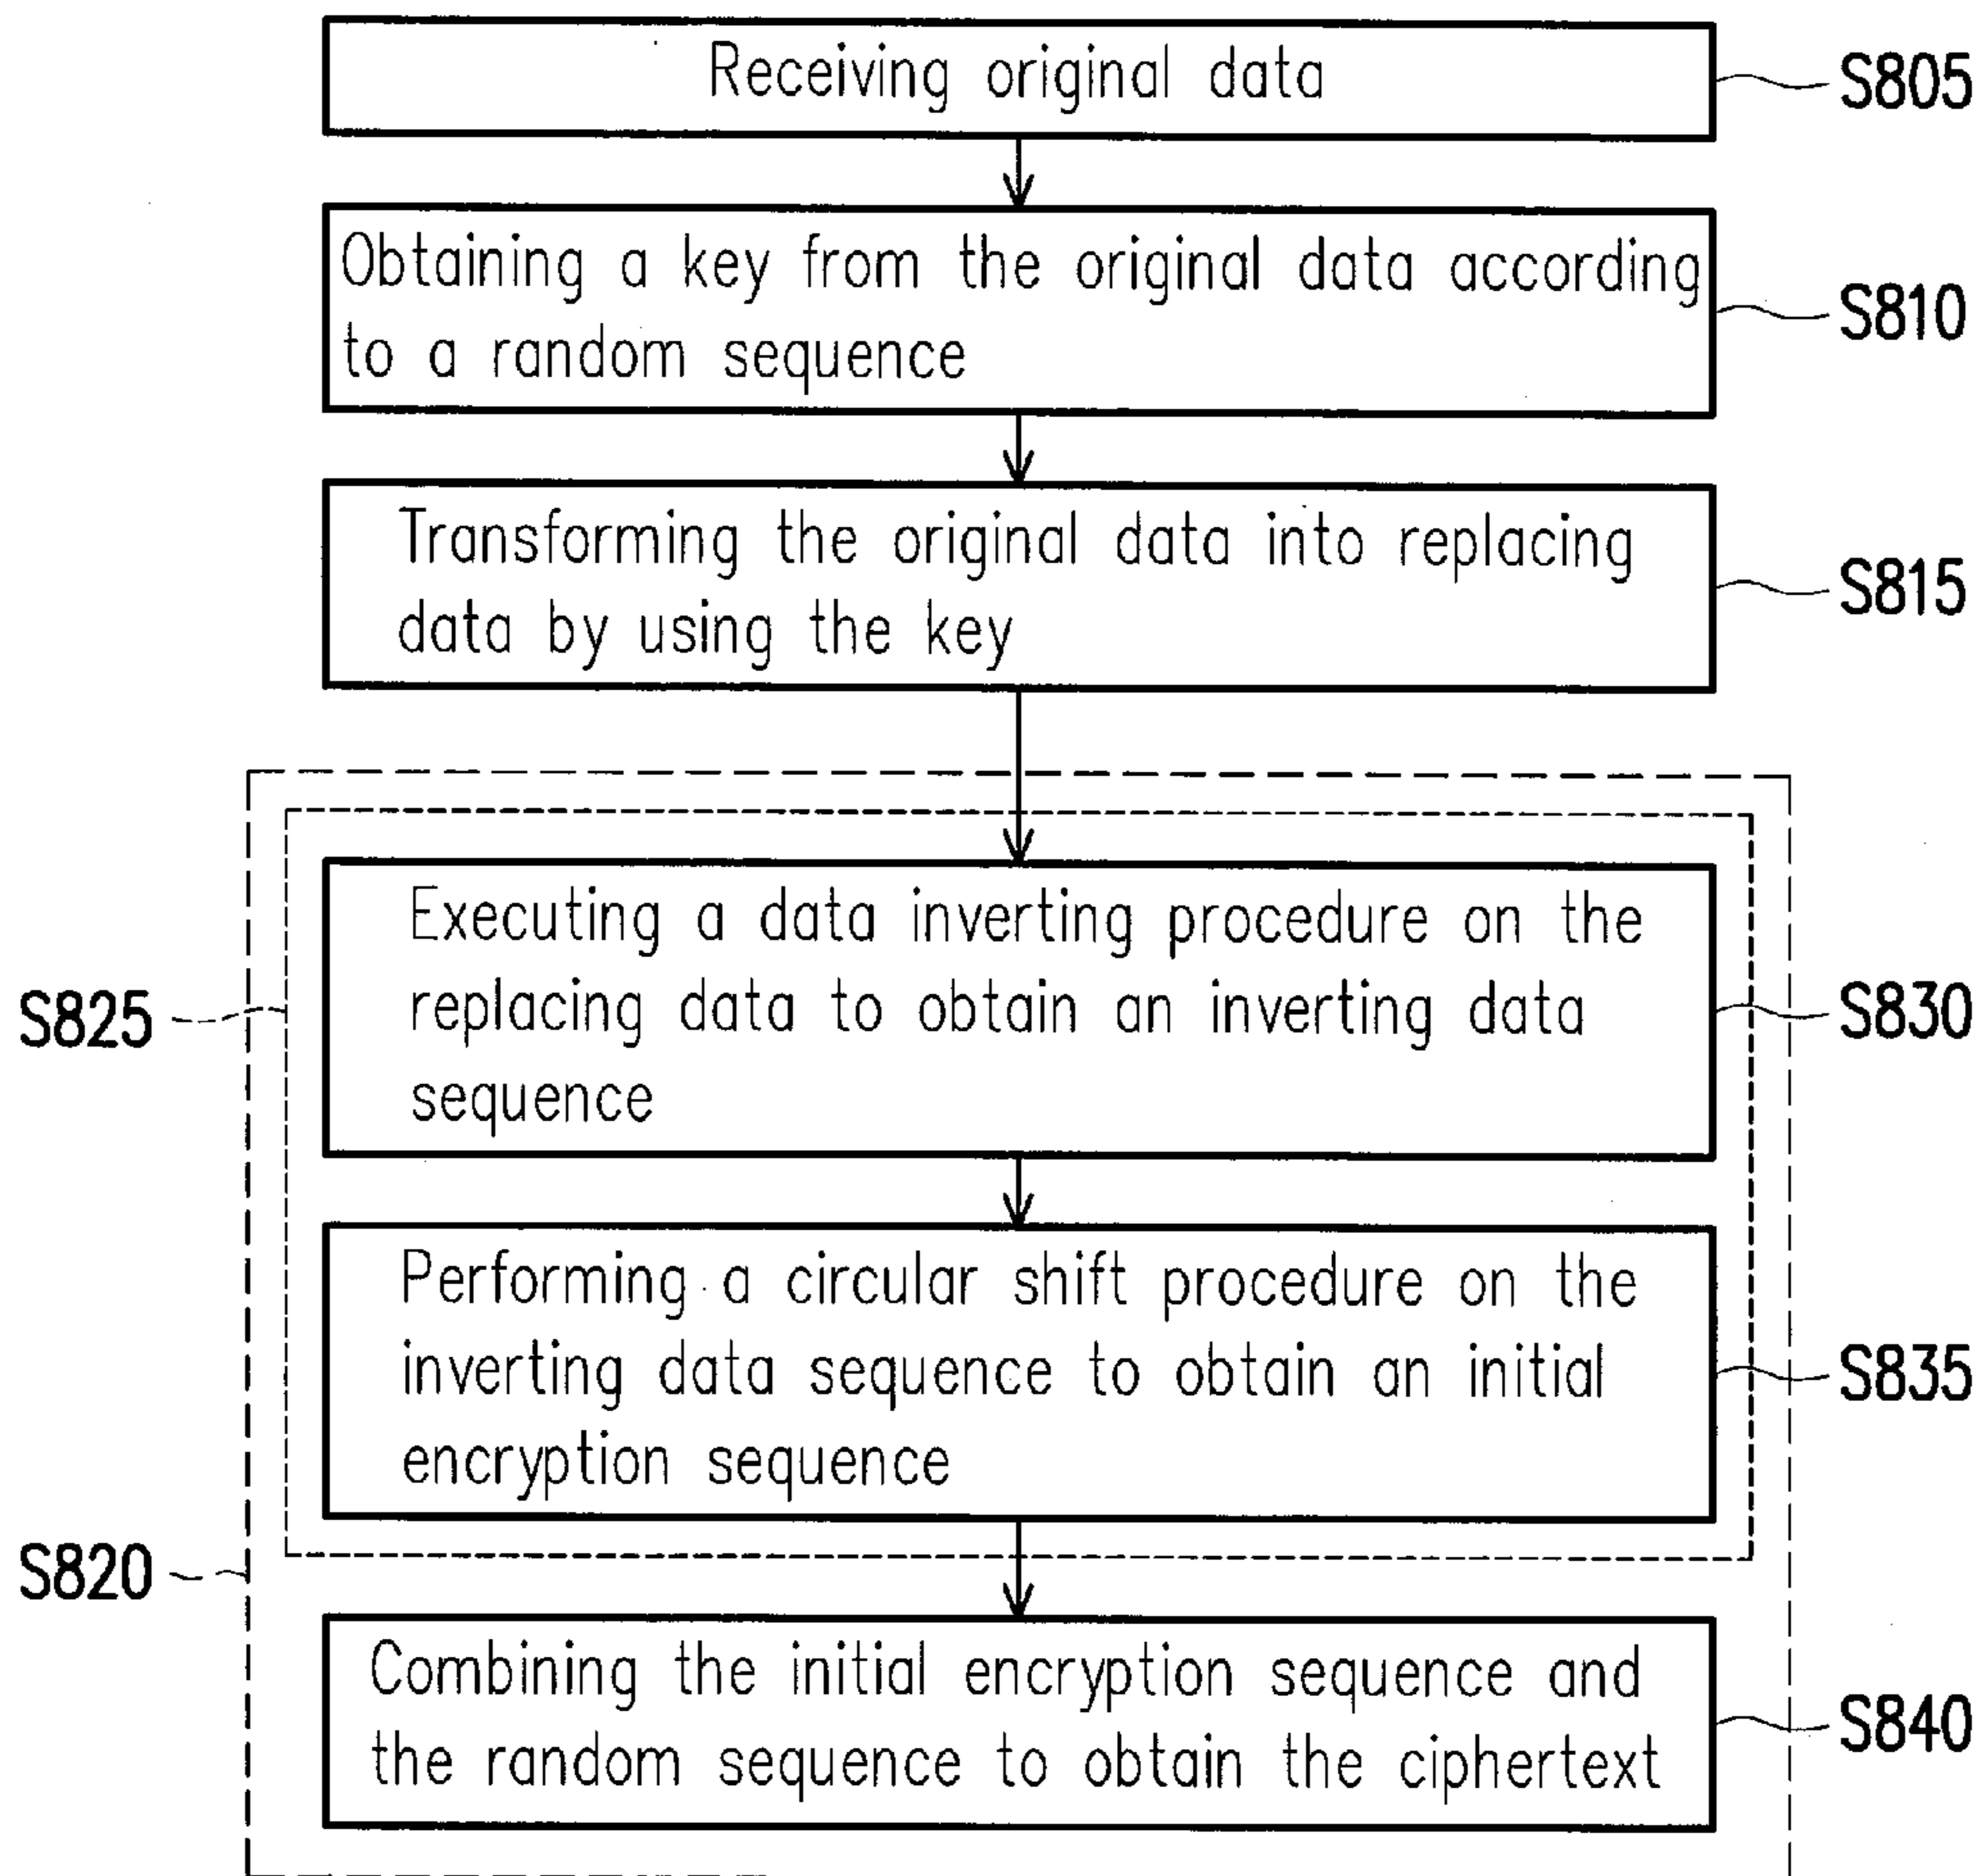 Receiving original data
S805
Obtaining a key from the original data according
to a random sequence
S810
Transforming the original data into replacing
data by using the key
S815
Executing a data inverting procedure on the
replacing data to obtain an inverting data
sequence
S825
S830
Performing a circular shift procedure on the
inverting data sequence to obtain an initial
encryption sequence
S835
S820
Combining the initial encryption sequence and
the random sequence to obtain the ciphertext
S840